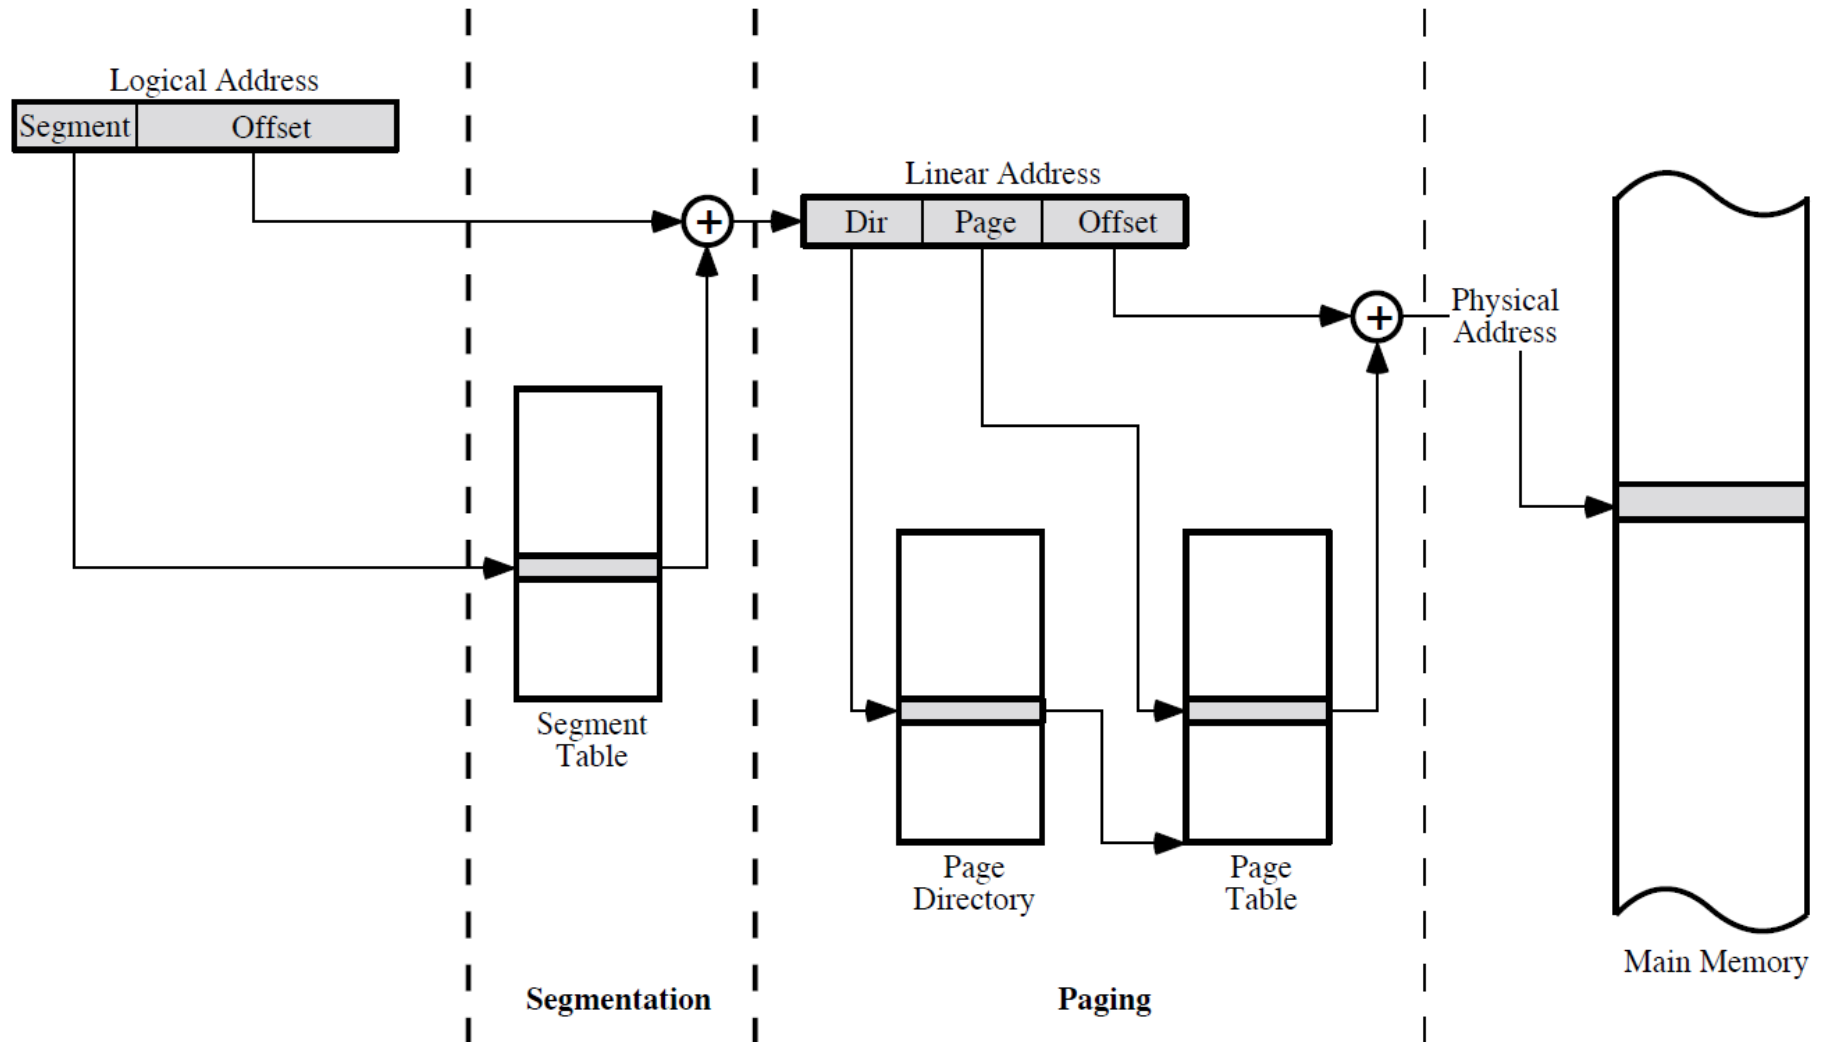 Logical Address
Segment
Offset
Linear Address
Dir
Page
Offset
+
+
Physical
Address
Segment
Table
Page
Directory
Page
Table
Main Memory
Segmentation
Paging